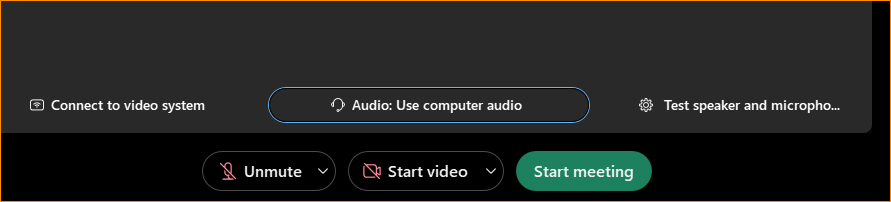 Connect to video system
Audio: Use computer audio
Test speaker and micropho...
Unmute
Start video
Start meeting